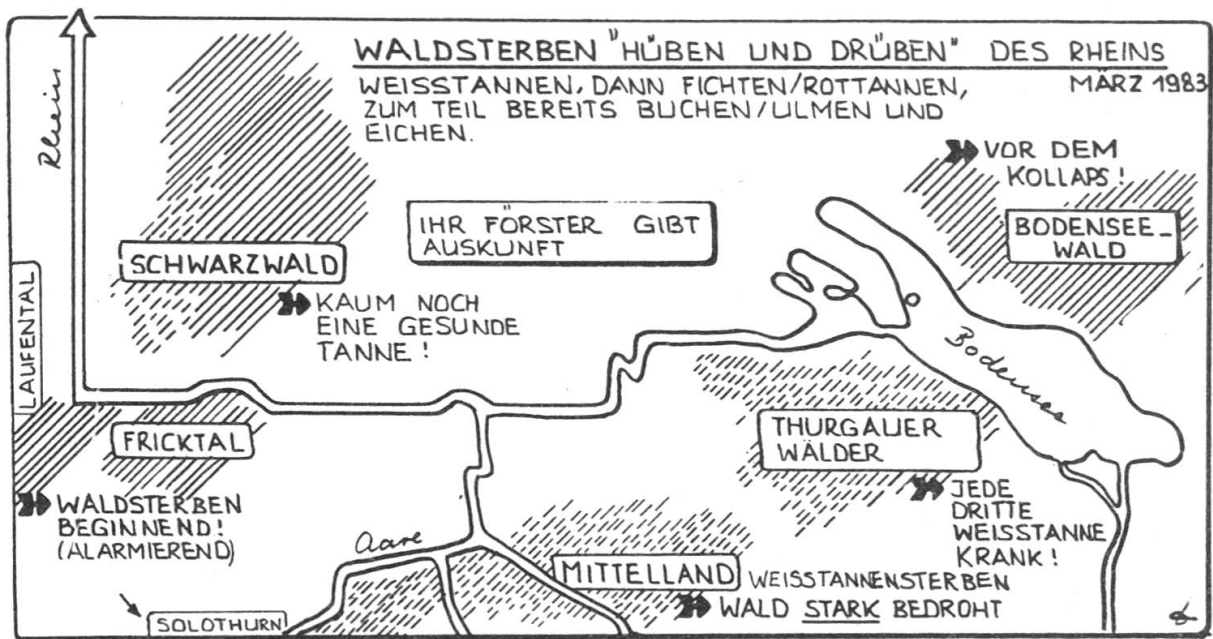 WALDSTERBEN "HÜBEN UND DRÜBEN" DES RHEINS
MÄRZ 1983
WEISSTANNEN, DANN FICHTEN/ROTTANNEN,
ZUM TEIL BEREITS BUCHEN/ULMEN UND
EICHEN.
Rhein
VOR DEM
KOLLAPS!
BODENSEE-
WALD
IHR FÖRSTER GIBT
AUSKUNFT
SCHWARZWALD
KAUM NOCH
EINE GESUNDE
TANNE!
LAUFENTAL
Bodensee
FRICKTAL
THURGAUER
WÄLDER
WALDSTERBEN
BEGINNEND!
(ALARMIEREND)
JEDE
DRITTE
WEISSTANNE
KRANK!
Aare
MITTELLAND
WEISSTANNENSTERBEN
WALD STARK BEDROHT
SOLOTHURN